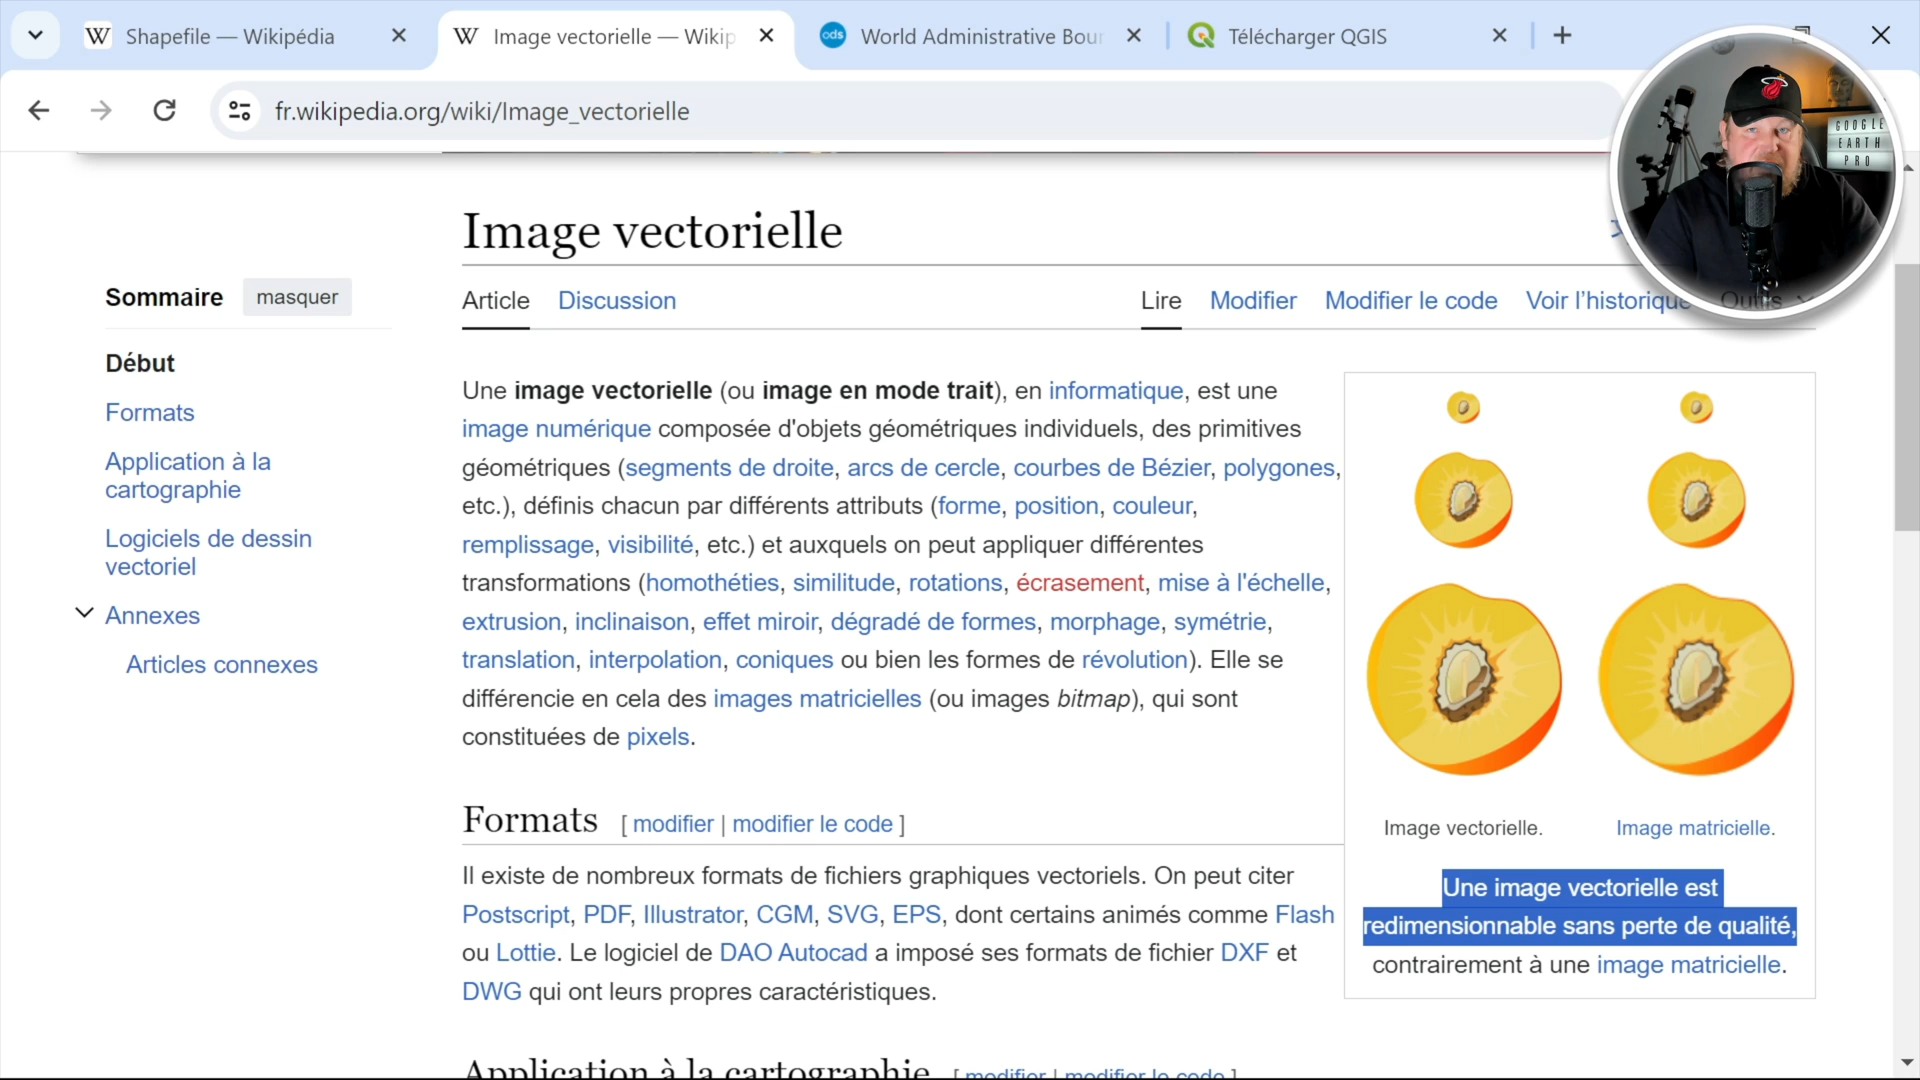 Shapefile — Wikipédia
Image vectorielle — Wikip
ods
World Administrative Bour
Télécharger QGIS
fr.wikipedia.org/wiki/Image_vectorielle
GOOGLE
EARTH
PRO
Image vectorielle
Sommaire masquer
Article Discussion
Lire Modifier Modifier le code Voir l'historique Outils
Début
Formats
Application à la
cartographie
Logiciels de dessin
vectoriel
Annexes
Articles connexes
Une image vectorielle (ou image en mode trait), en informatique, est une
image numérique composée d'objets géométriques individuels, des primitives
géométriques (segments de droite, arcs de cercle, courbes de Bézier, polygones,
etc.), définis chacun par différents attributs (forme, position, couleur,
remplissage, visibilité, etc.) et auxquels on peut appliquer différentes
transformations (homothéties, similitude, rotations, écrasement, mise à l'échelle,
extrusion, inclinaison, effet miroir, dégradé de formes, morphage, symétrie,
translation, interpolation, coniques ou bien les formes de révolution). Elle se
différencie en cela des images matricielles (ou images bitmap), qui sont
constituées de pixels.
Image vectorielle. Image matricielle.
Une image vectorielle est
redimensionnable sans perte de qualité,
contrairement à une image matricielle.
Formats [ modifier | modifier le code ]
Il existe de nombreux formats de fichiers graphiques vectoriels. On peut citer
Postscript, PDF, Illustrator, CGM, SVG, EPS, dont certains animés comme Flash
ou Lottie. Le logiciel de DAO Autocad a imposé ses formats de fichier DXF et
DWG qui ont leurs propres caractéristiques.
Application à la cartographie [ modifier | modifier le code ]